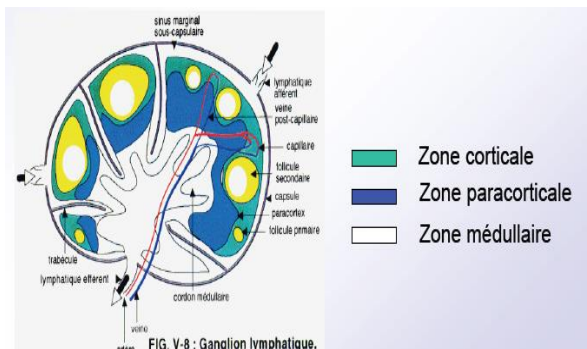 sinus marginal
sous-capsulaire
lymphatique
afférent
veine
post-capillaire
capillaire
follicule
secondaire
capsule
paracortex
follicule primaire
trabécule
lymphatique efférent
cordon médullaire
veine
artère
FIG. V-8 : Ganglion lymphatique.
Zone corticale
Zone paracorticale
Zone médullaire